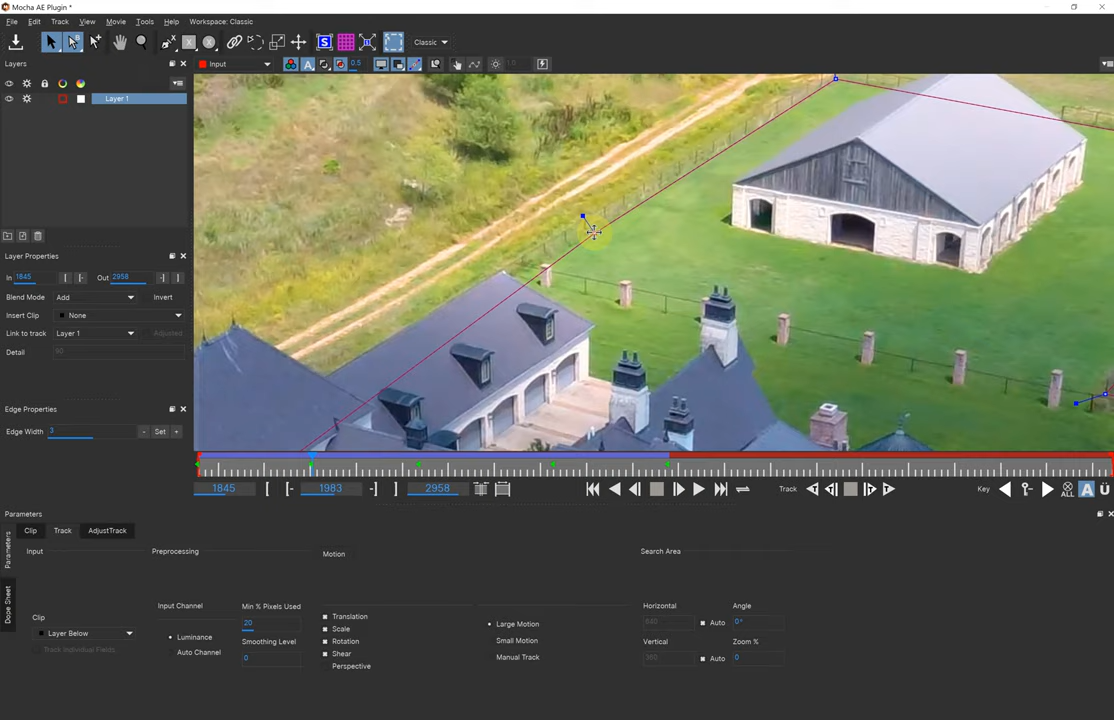 Mocha AE Plugin *
File Edit Track View Movie Tools Help Workspace: Classic
Classic
Layers
Input
0.5
1.0
Layer 1
Layer Properties
In 1845 Out 2958
Blend Mode Add Invert
Insert Clip None
Link to track Layer 1 Adjusted
Detail 90
Edge Properties
Edge Width 3 - Set +
1845 1983 2958 Track Key ALL A Ü
Parameters
Clip Track AdjustTrack
Parameters
Dope Sheet
Input Preprocessing Motion Search Area
Input Channel Min % Pixels Used Horizontal Angle
Clip Translation 640 Auto 0°
Layer Below Luminance 20 Scale Large Motion
Track Individual Fields Auto Channel Smoothing Level Rotation Small Motion Vertical Zoom %
0 Shear Manual Track 360 Auto 0
Perspective